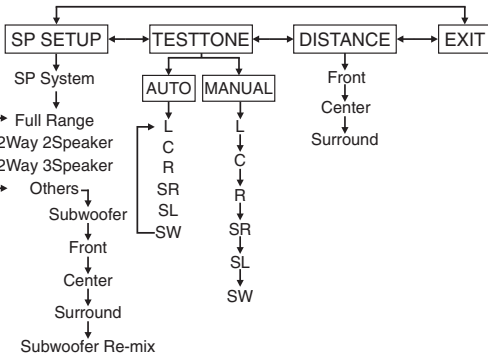 SP SETUP TESTTONE DISTANCE EXIT
SP System
Full Range
2Way 2Speaker
2Way 3Speaker
Others
Subwoofer
Front
Center
Surround
Subwoofer Re-mix
AUTO MANUAL
L
C
R
SR
SL
SW
L
C
R
SR
SL
SW
Front
Center
Surround